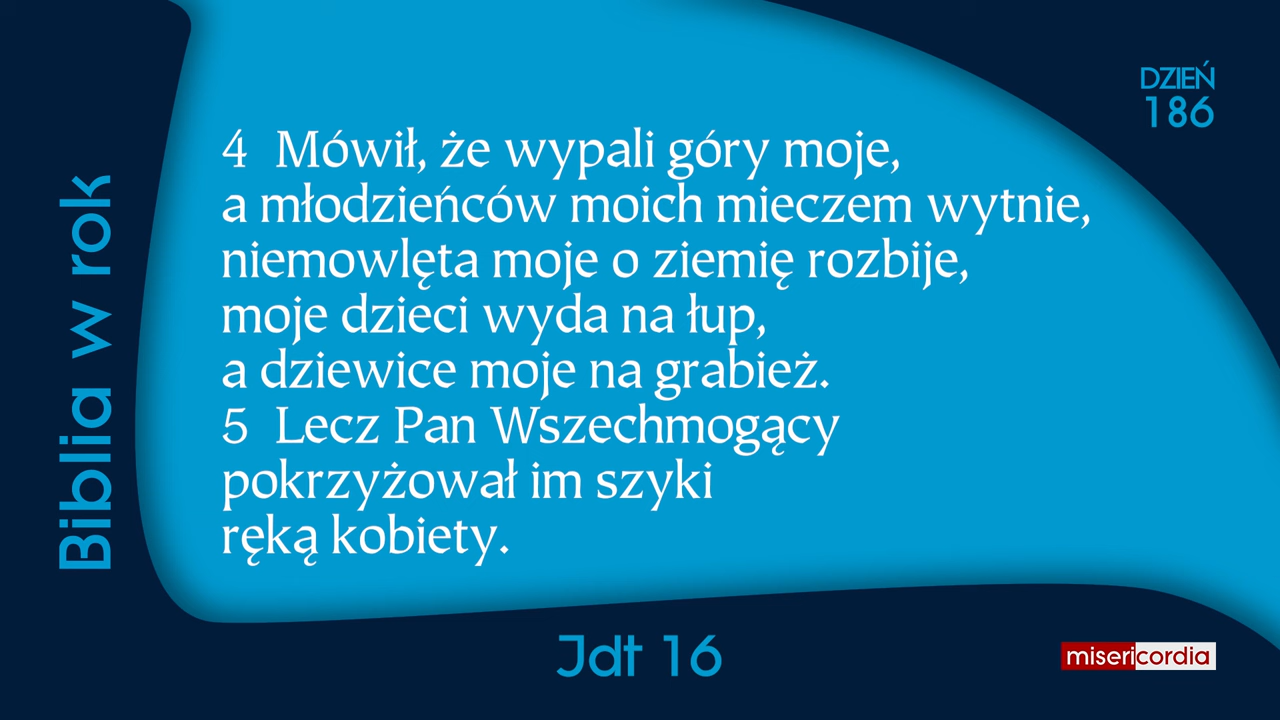 DZIEŃ
186
4 Mówił, że wypali góry moje,
a młodzieńców moich mieczem wytnie,
niemowlęta moje o ziemię rozbije,
moje dzieci wyda na łup,
a dziewice moje na grabież.
5 Lecz Pan Wszechmogący
pokrzyżował im szyki
ręką kobiety.
Biblia w rok
Jdt 16
misericordia